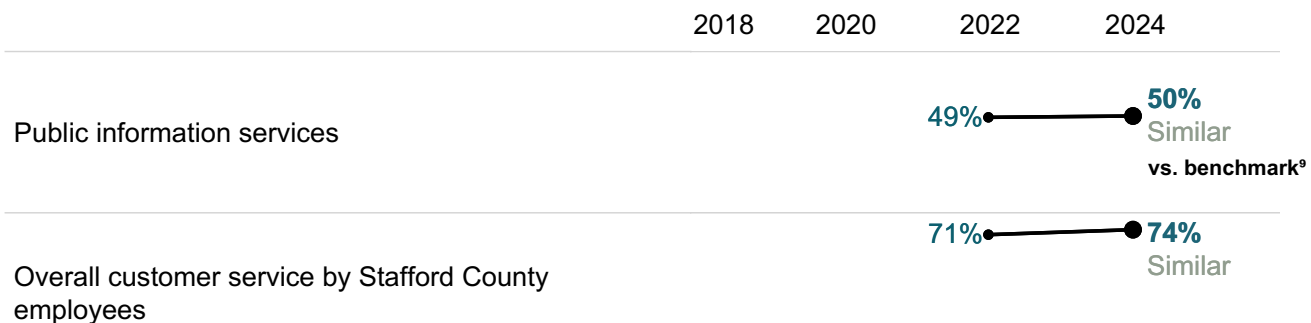 2018 2020 2022 2024
Public information services
49%
50%
Similar
vs. benchmark⁹
Overall customer service by Stafford County
employees
71%
74%
Similar